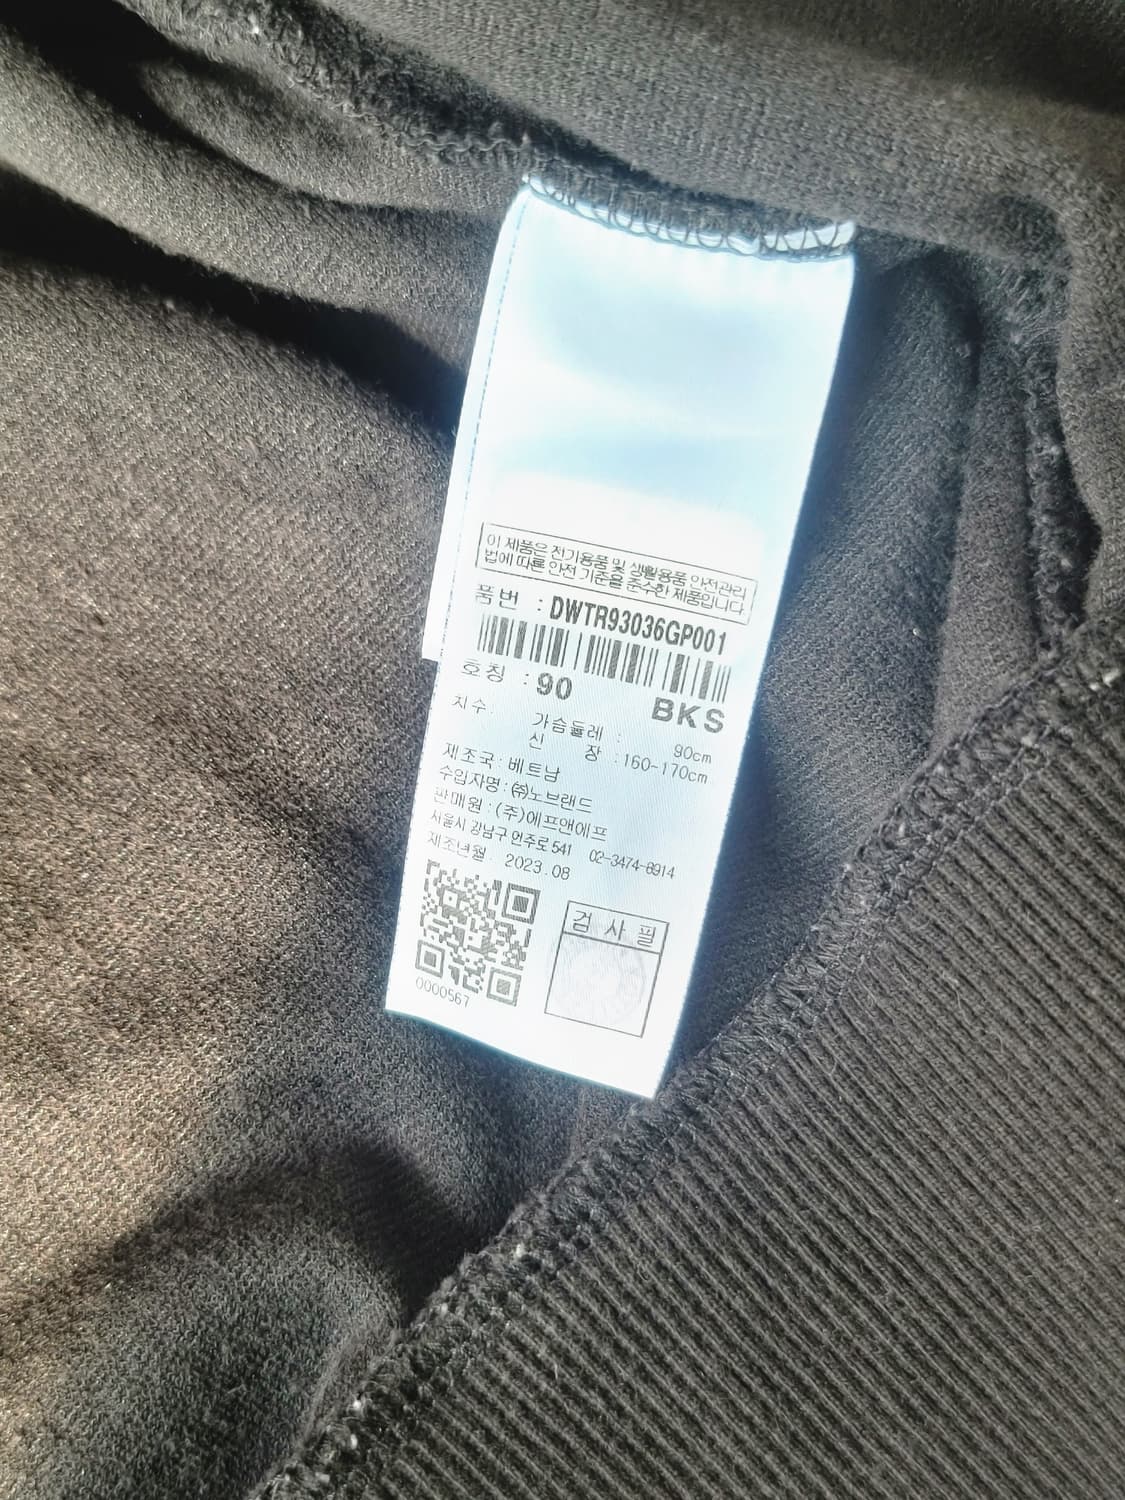 이 제품은 전기용품 및 생활용품 안전관리
법에 따른 안전 기준을 준수한 제품입니다.
품번 : DWTR93036GP001
호칭 : 90 BKS
치수: 가슴둘레 : 90cm
신 장 : 160-170cm
제조국 : 베트남
수입자명 : ㈜노브랜드
판매원 : (주)에프앤에프
서울시 강남구 언주로 541 02-3474-8914
제조년월. 2023.08
검 사 필
0000567